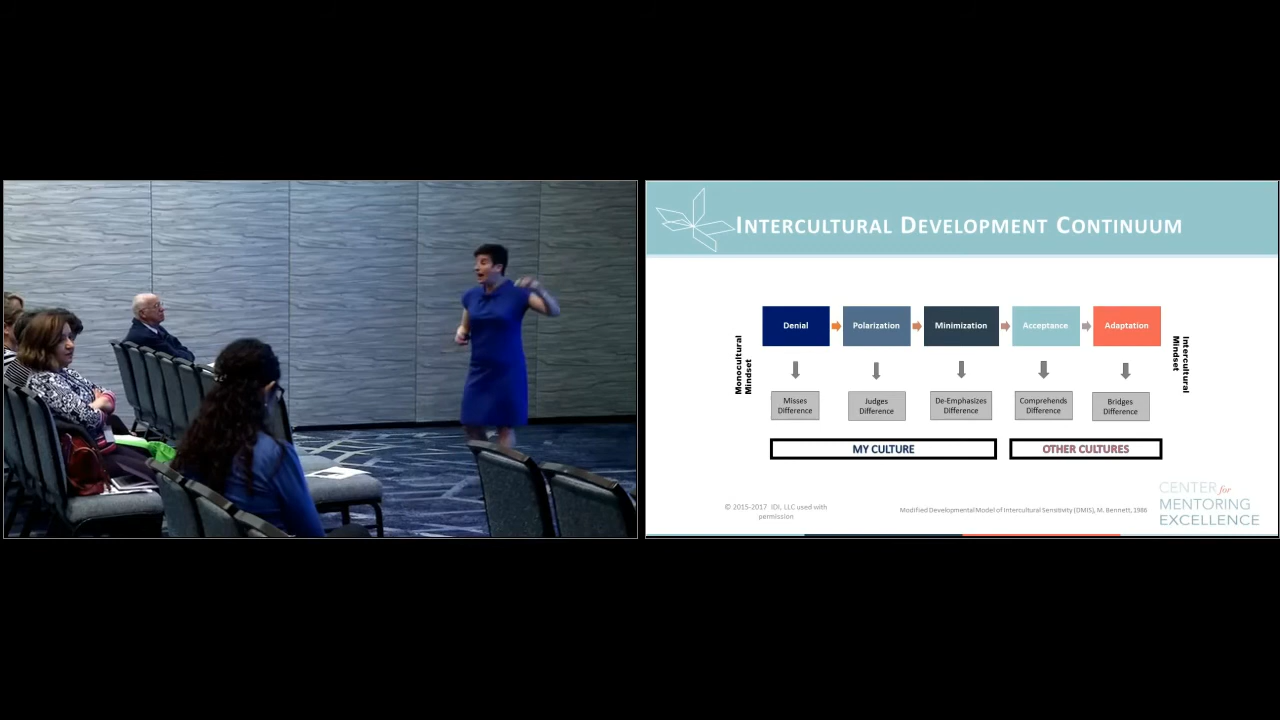 INTERCULTURAL DEVELOPMENT CONTINUUM
Monocultural
Mindset
Denial
Polarization
Minimization
Acceptance
Adaptation
Intercultural
Mindset
Misses
Difference
Judges
Difference
De-Emphasizes
Difference
Comprehends
Difference
Bridges
Difference
MY CULTURE
OTHER CULTURES
© 2015-2017 IDI, LLC used with
permission
Modified Developmental Model of Intercultural Sensitivity (DMIS), M. Bennett, 1986
CENTER for
MENTORING
EXCELLENCE